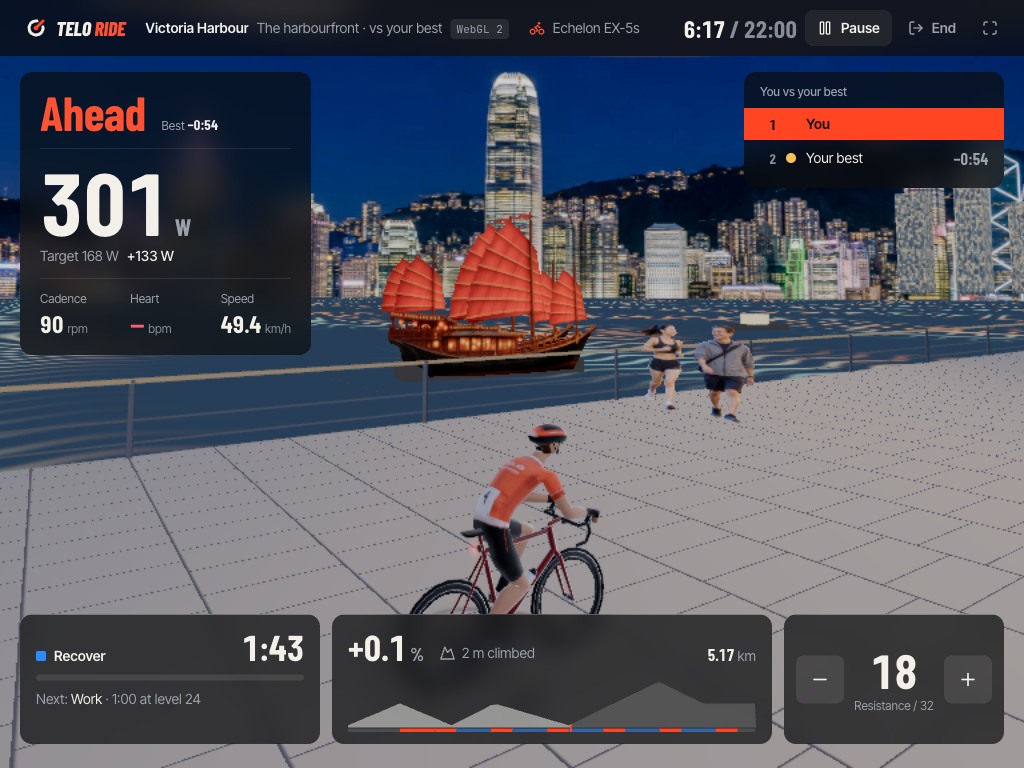 TELO RIDE Victoria Harbour The harbourfront · vs your best WebGL 2 Echelon EX-5s 6:17 / 22:00 Pause End
Ahead Best −0:54
301 W
Target 168 W +133 W
Cadence Heart Speed
90 rpm — bpm 49.4 km/h
You vs your best
1 You
2 Your best −0:54
Recover 1:43
Next: Work · 1:00 at level 24
+0.1 % 2 m climbed 5.17 km
− 18 +
Resistance / 32